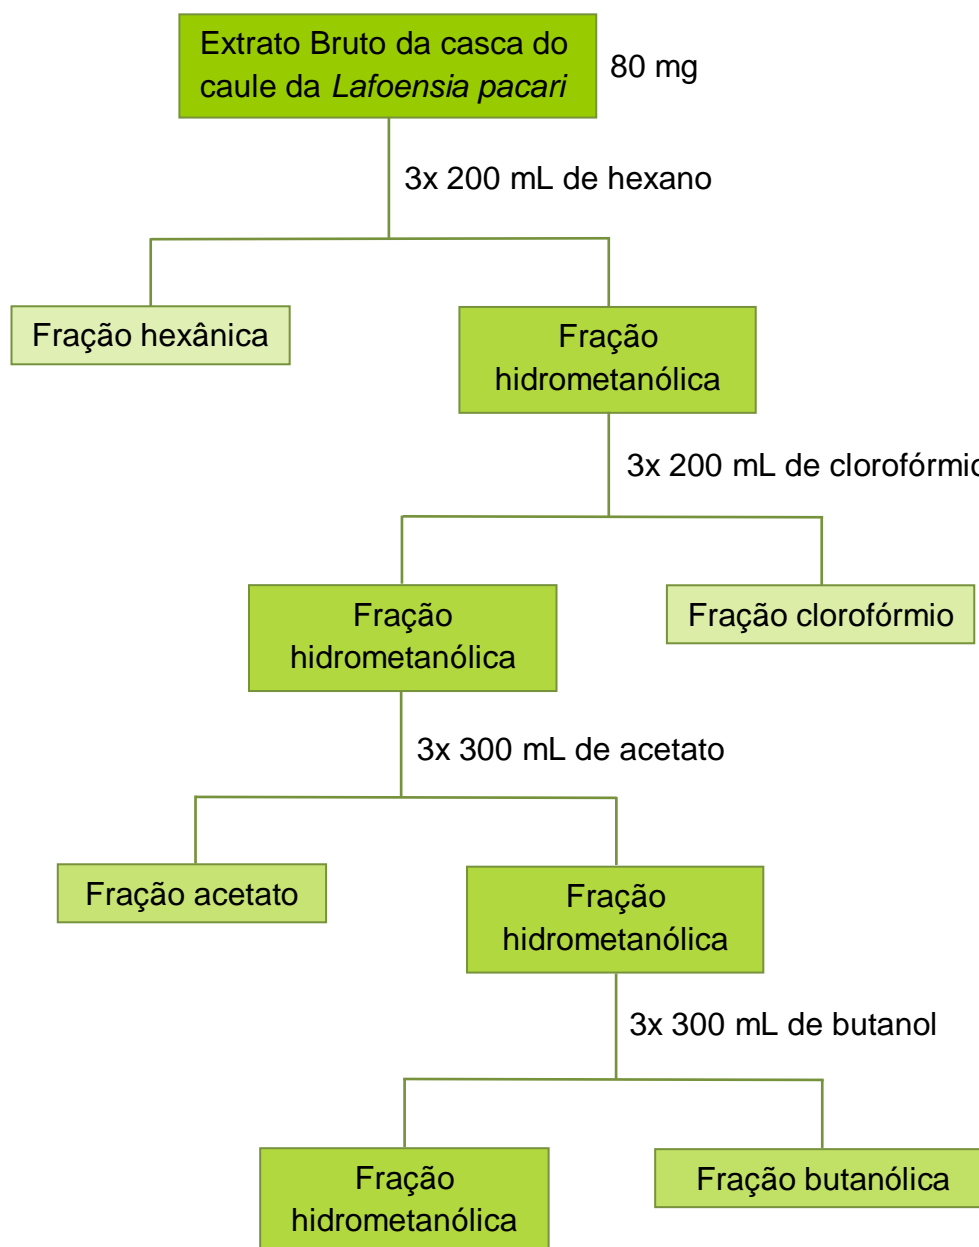 Extrato Bruto da casca do
caule da Lafoensia pacari
80 mg
3x 200 mL de hexano
Fração hexânica
Fração
hidrometanólica
3x 200 mL de clorofórmio
Fração
hidrometanólica
Fração clorofórmio
3x 300 mL de acetato
Fração acetato
Fração
hidrometanólica
3x 300 mL de butanol
Fração
hidrometanólica
Fração butanólica